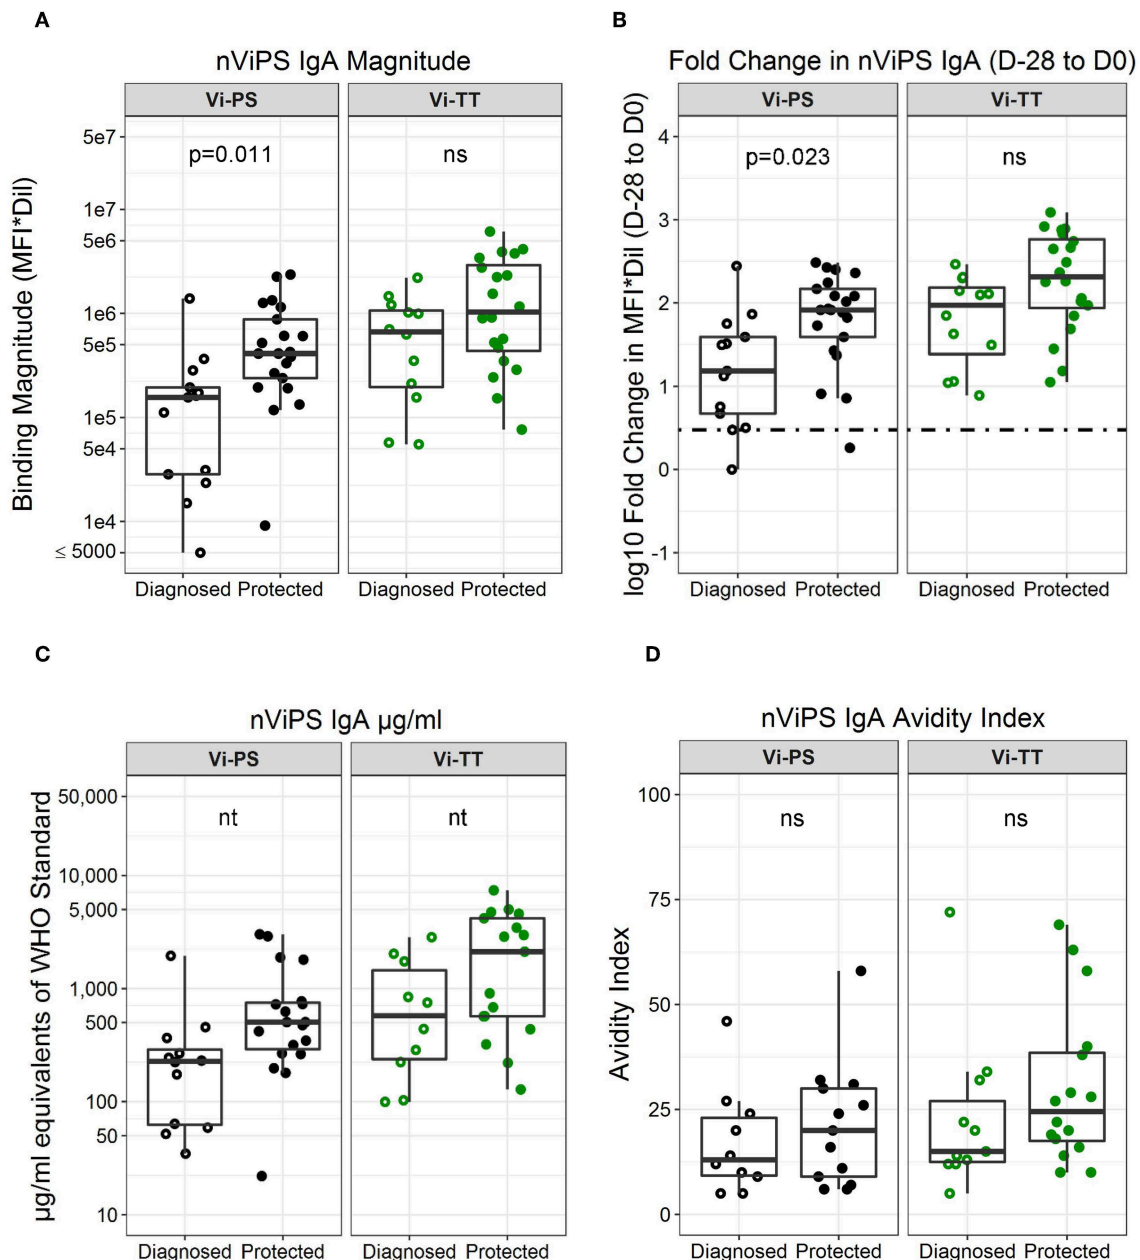 A
nViPS IgA Magnitude
Vi-PS
Vi-TT
Binding Magnitude (MFI*Dil)
5e7
1e7
5e6
1e6
5e5
1e5
5e4
1e4
≤ 5000
p=0.011
ns
Diagnosed Protected
Diagnosed Protected
B
Fold Change in nViPS IgA (D-28 to D0)
Vi-PS
Vi-TT
log10 Fold Change in MFI*Dil (D-28 to D0)
4
3
2
1
0
-1
p=0.023
ns
Diagnosed Protected
Diagnosed Protected
C
nViPS IgA µg/ml
Vi-PS
Vi-TT
µg/ml equivalents of WHO Standard
50,000
10,000
5,000
1,000
500
100
50
10
nt
nt
Diagnosed Protected
Diagnosed Protected
D
nViPS IgA Avidity Index
Vi-PS
Vi-TT
Avidity Index
100
75
50
25
0
ns
ns
Diagnosed Protected
Diagnosed Protected